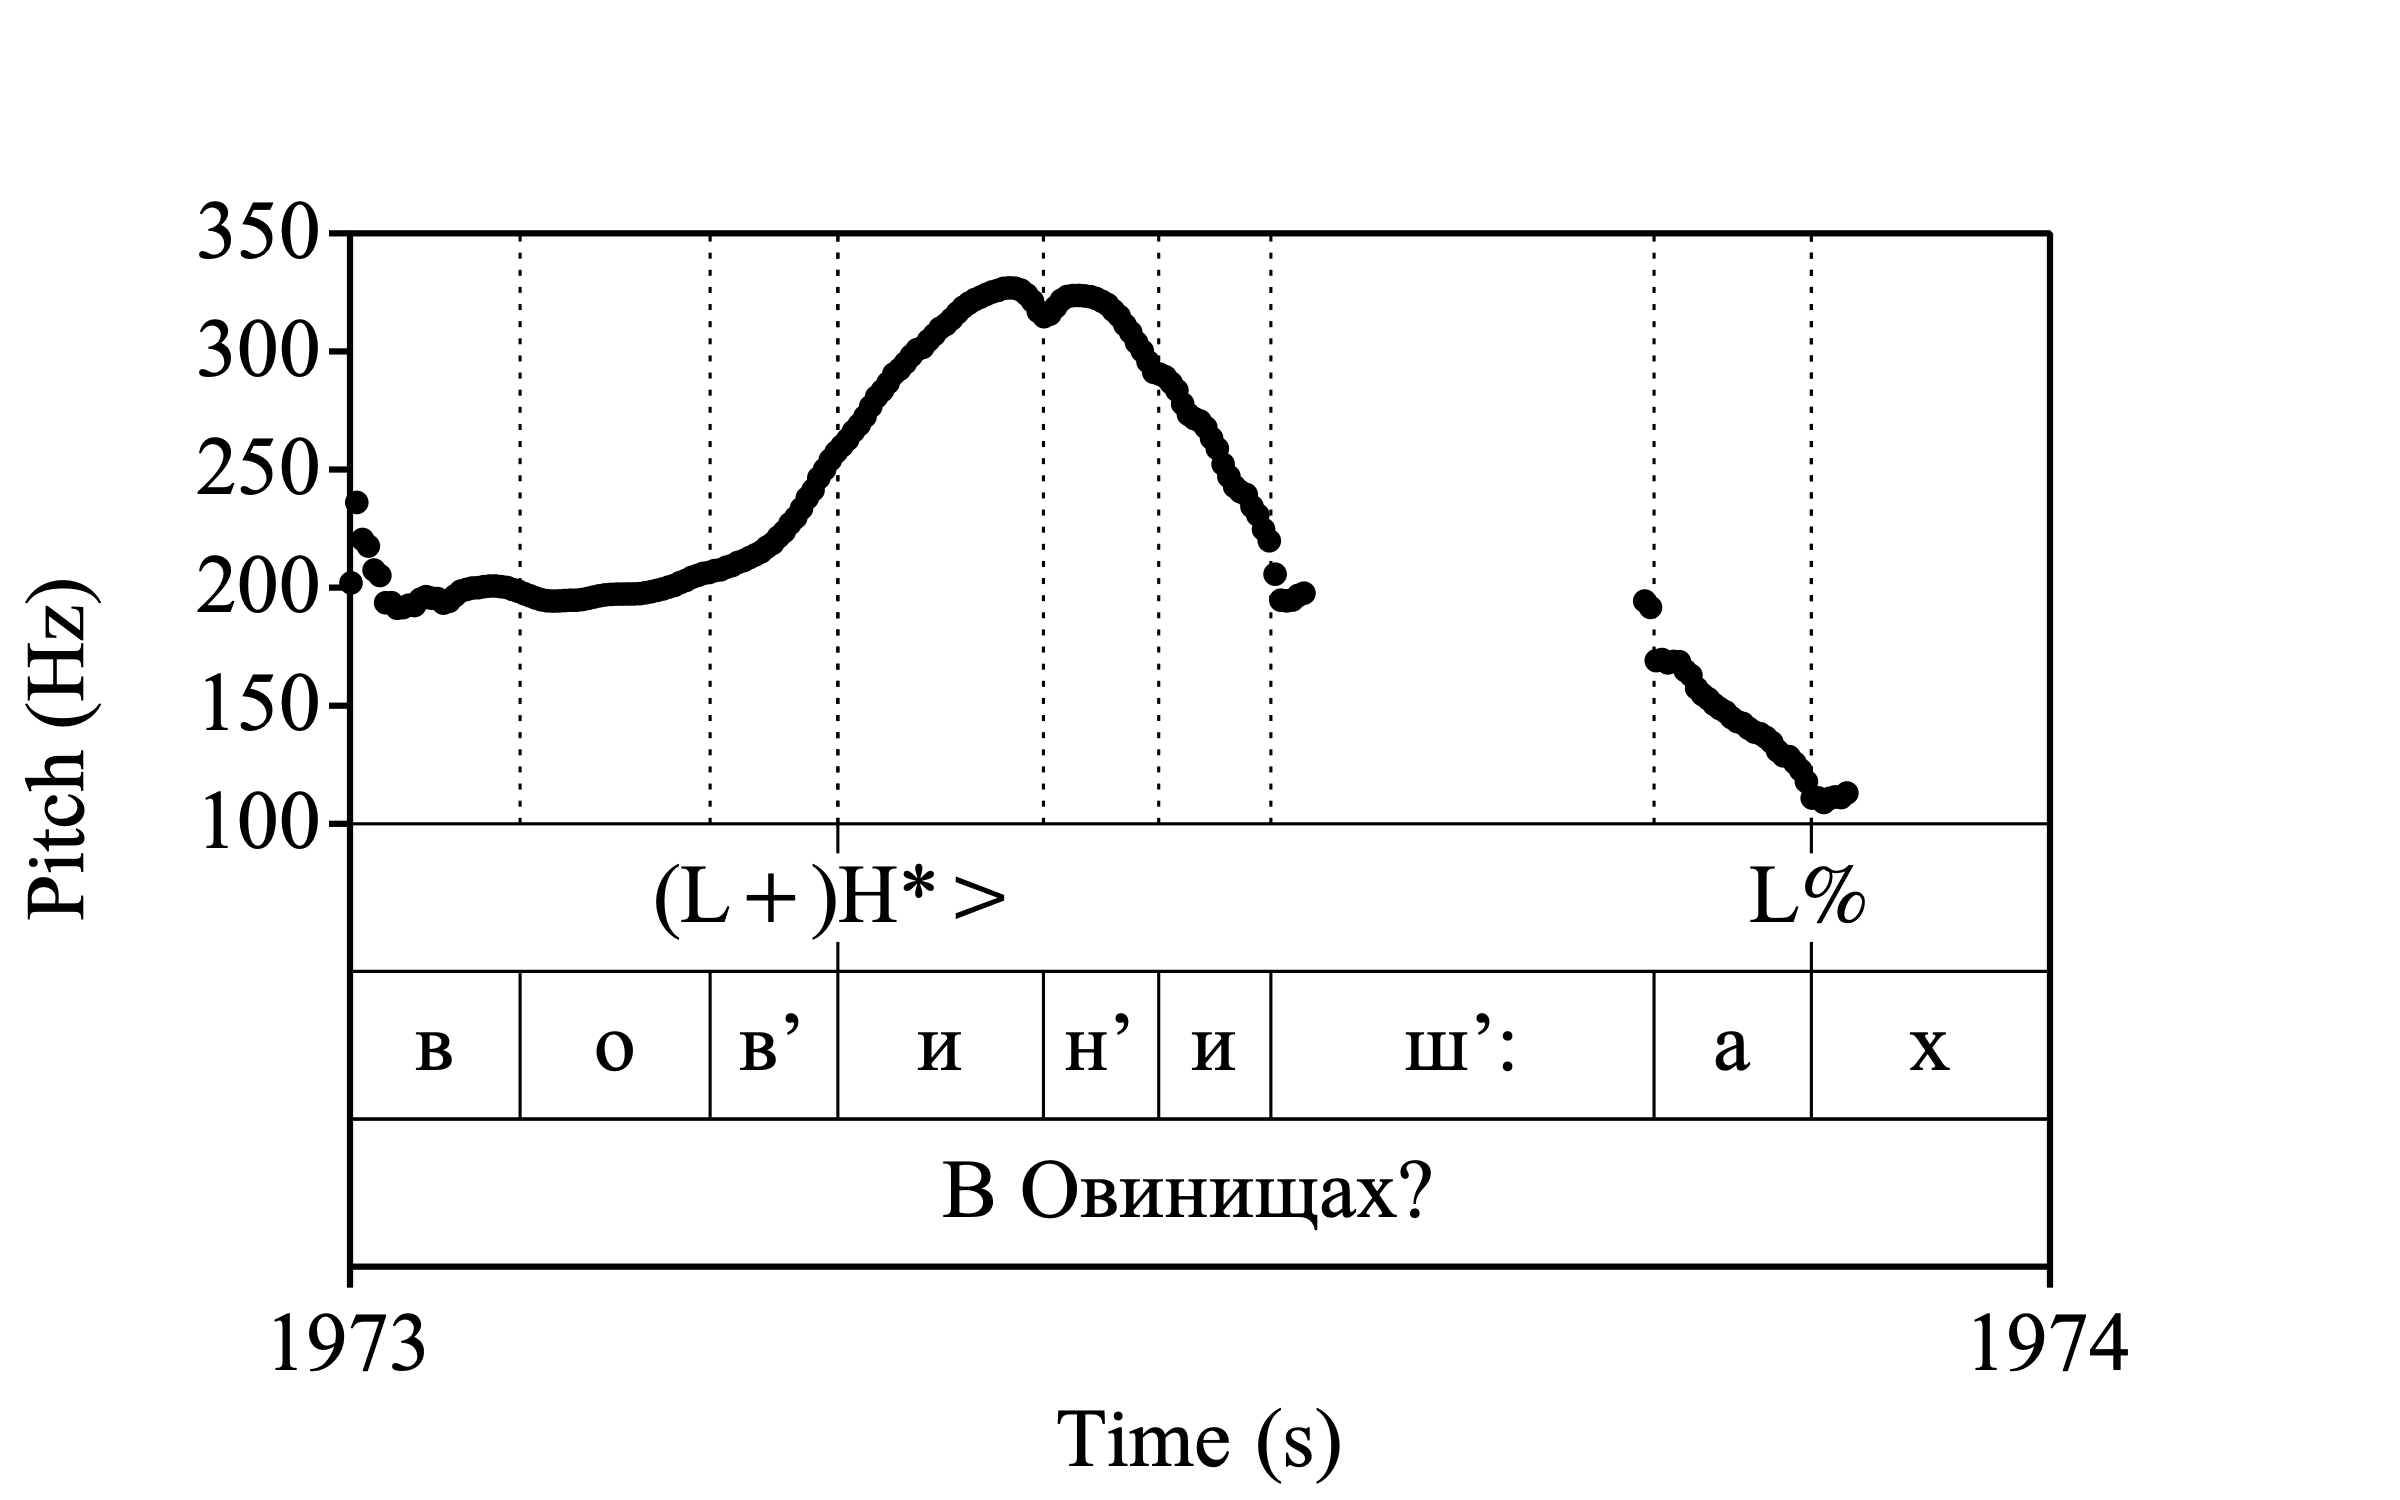 350
300
250
200
150
100
Pitch (Hz)
(L+)H*> L%
в о в’ и н’ и ш’: а х
В Овинищах?
1973 1974
Time (s)